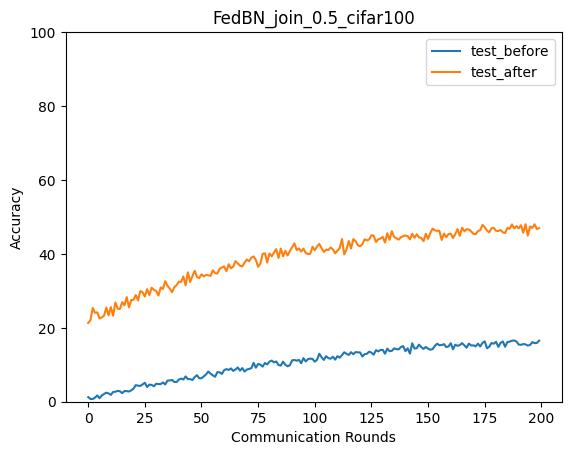 FedBN_join_0.5_cifar100
100
80
60
40
20
0
Accuracy
test_before
test_after
0 25 50 75 100 125 150 175 200
Communication Rounds